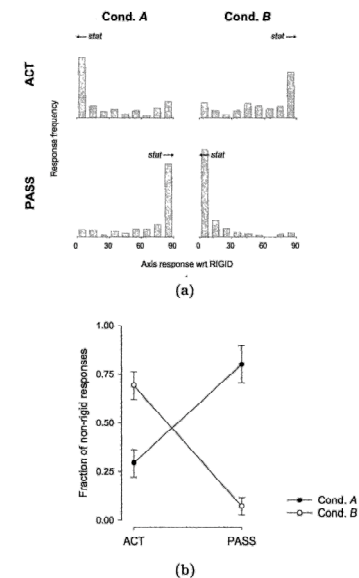 Cond. A Cond. B
←stat stat→
ACT
Response frequency
stat→ ←stat
PASS
0 30 60 90 0 30 60 90
Axis response wrt RIGID
(a)
1.00
0.75
0.50
0.25
0.00
Fraction of non-rigid responses
ACT PASS
Cond. A
Cond. B
(b)